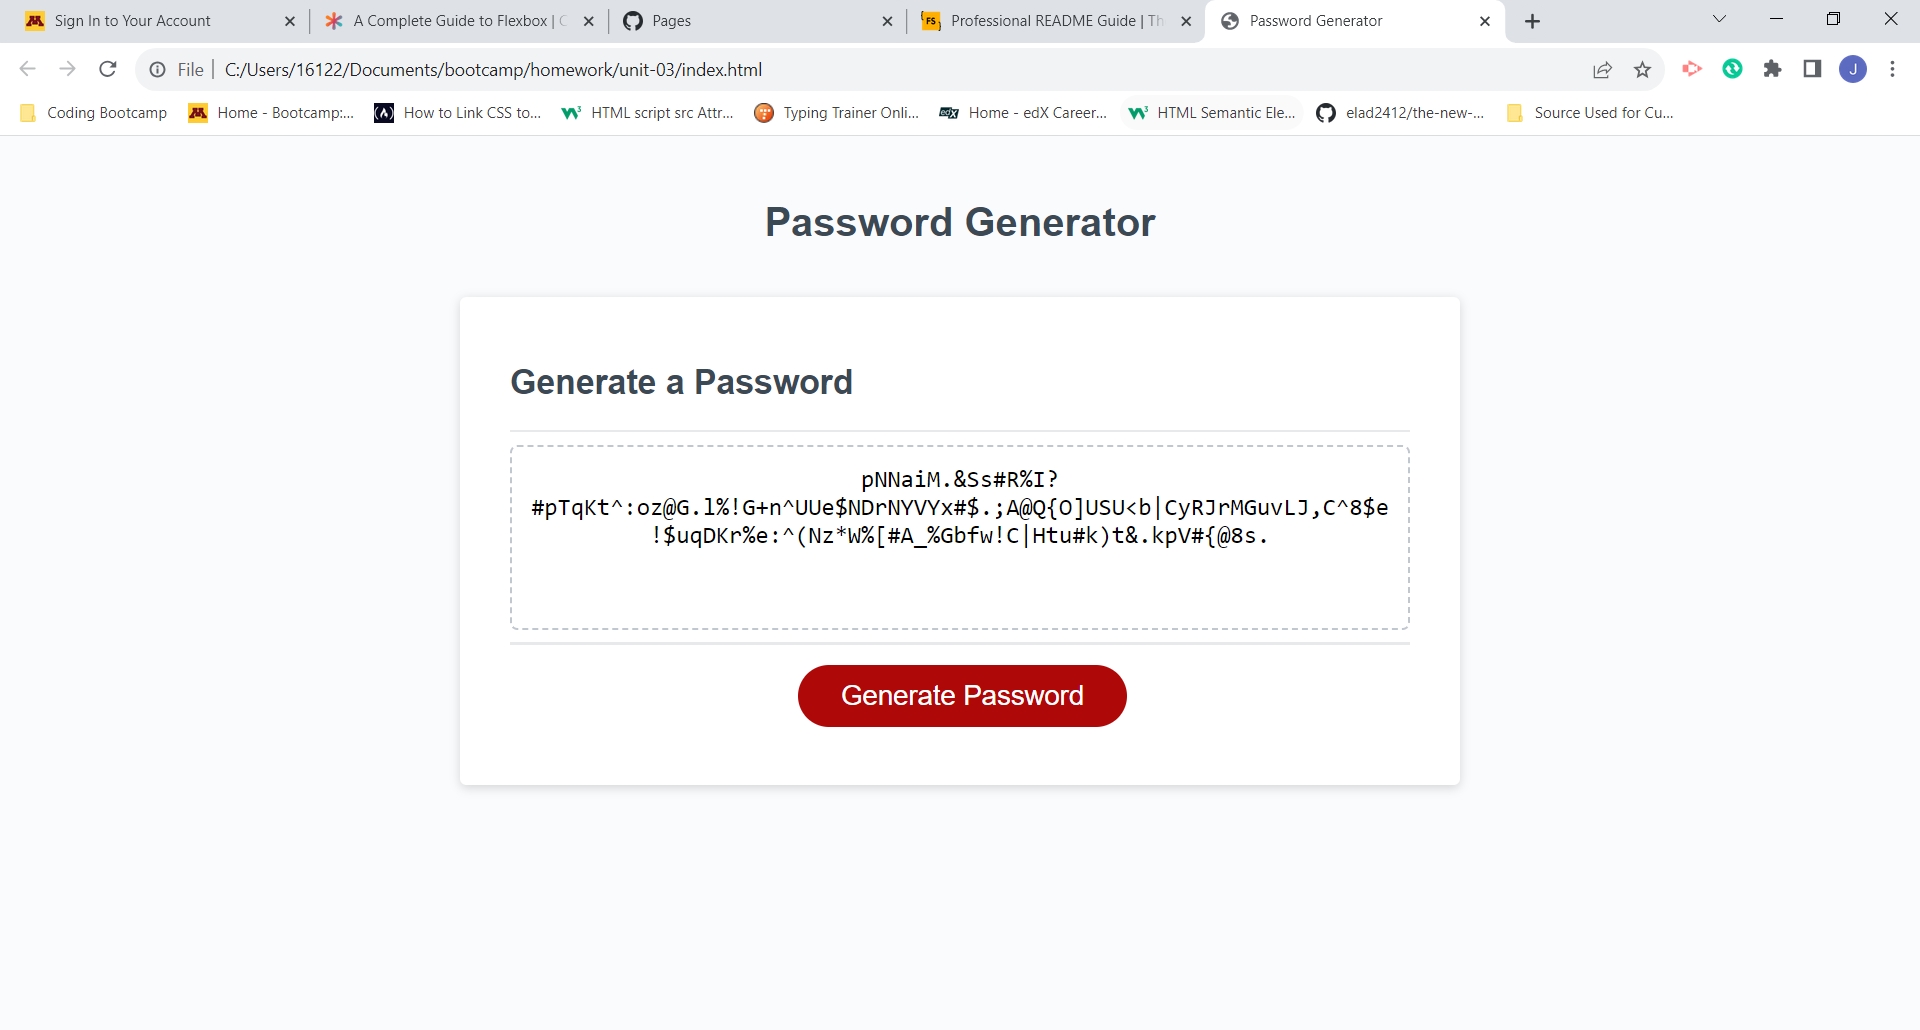 Sign In to Your Account
A Complete Guide to Flexbox | C
Pages
Professional README Guide | Th
Password Generator
File | C:/Users/16122/Documents/bootcamp/homework/unit-03/index.html
J
Coding Bootcamp
Home - Bootcamp:...
How to Link CSS to...
HTML script src Attr...
Typing Trainer Onli...
Home - edX Career...
HTML Semantic Ele...
elad2412/the-new-...
Source Used for Cu...
Password Generator
Generate a Password
pNNaiM.&Ss#R%I?
#pTqKt^:oz@G.l%!G+n^UUe$NDrNYVYx#$.;A@Q{O]USU<b|CyRJrMGuvLJ,C^8$e
!$uqDKr%e:^(Nz*W%[#A_%Gbfw!C|Htu#k)t&.kpV#{@8s.
Generate Password